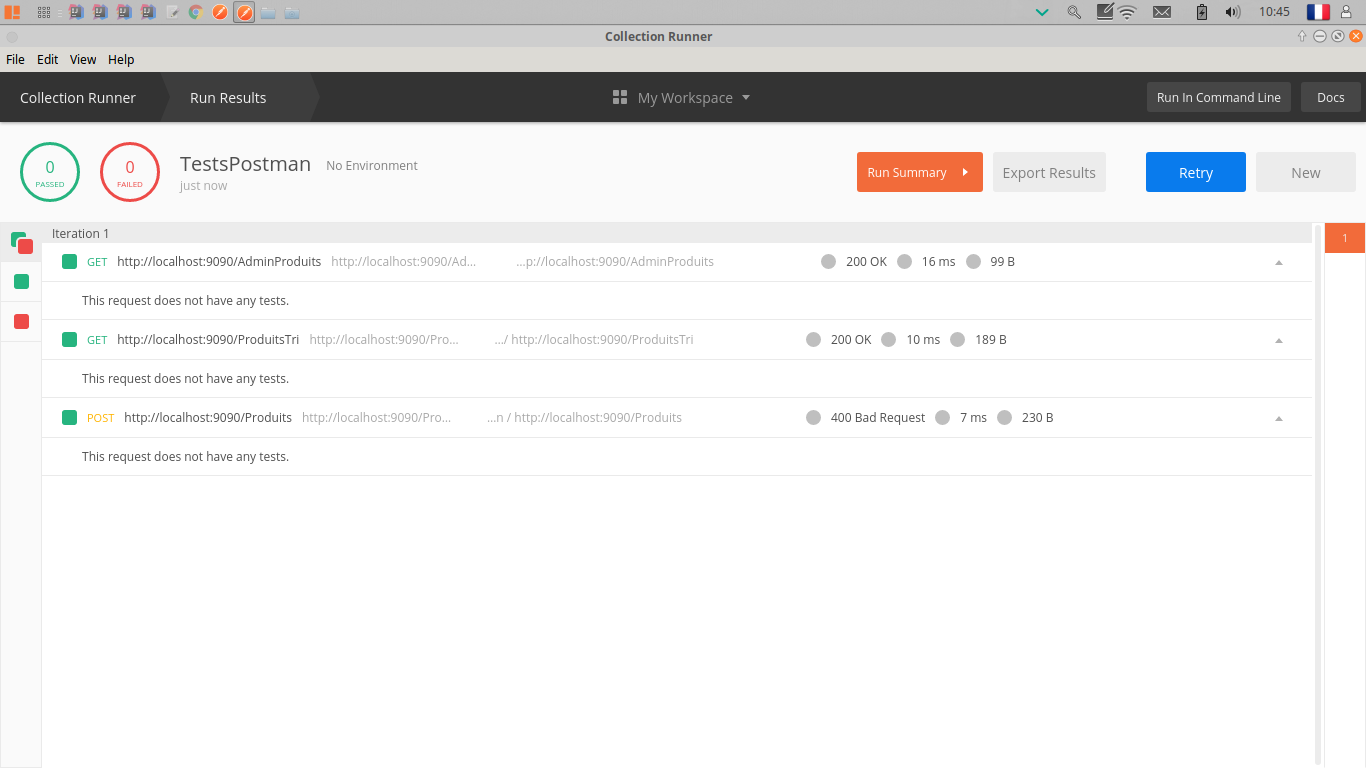 10:45
Collection Runner
File Edit View Help
Collection Runner Run Results My Workspace Run In Command Line Docs
0 PASSED
0 FAILED
TestsPostman No Environment
just now
Run Summary Export Results Retry New
Iteration 1
1
GET http://localhost:9090/AdminProduits http://localhost:9090/Ad... ...p://localhost:9090/AdminProduits 200 OK 16 ms 99 B
This request does not have any tests.
GET http://localhost:9090/ProduitsTri http://localhost:9090/Pro... .../ http://localhost:9090/ProduitsTri 200 OK 10 ms 189 B
This request does not have any tests.
POST http://localhost:9090/Produits http://localhost:9090/Pro... ...n / http://localhost:9090/Produits 400 Bad Request 7 ms 230 B
This request does not have any tests.